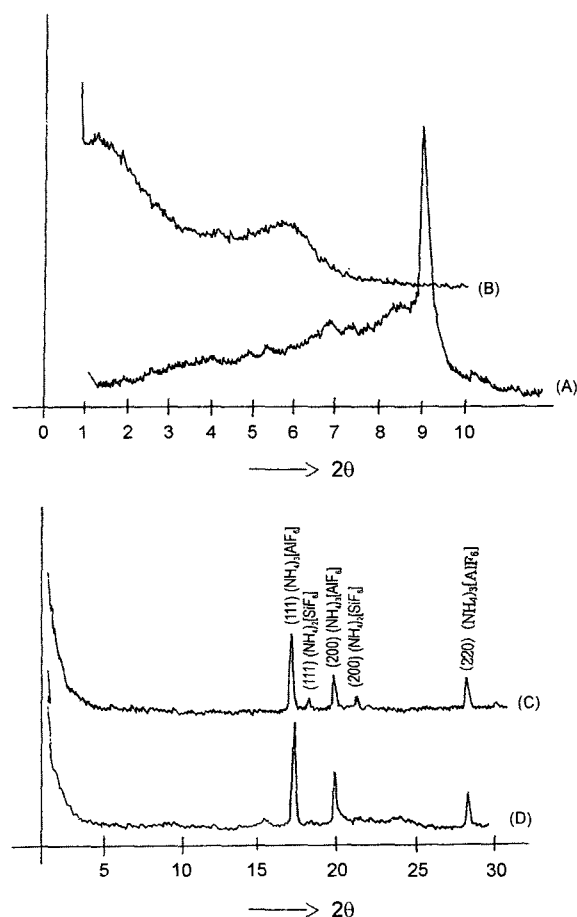 (B)
(A)
0 1 2 3 4 5 6 7 8 9 10
2θ
(111) (NH₄)₃[AlF₆]
(111) (NH₄)₂[SiF₆]
(200) (NH₄)₃[AlF₆]
(200) (NH₄)₂[SiF₆]
(220) (NH₄)₃[AlF₆]
(C)
(D)
5 10 15 20 25 30
2θ